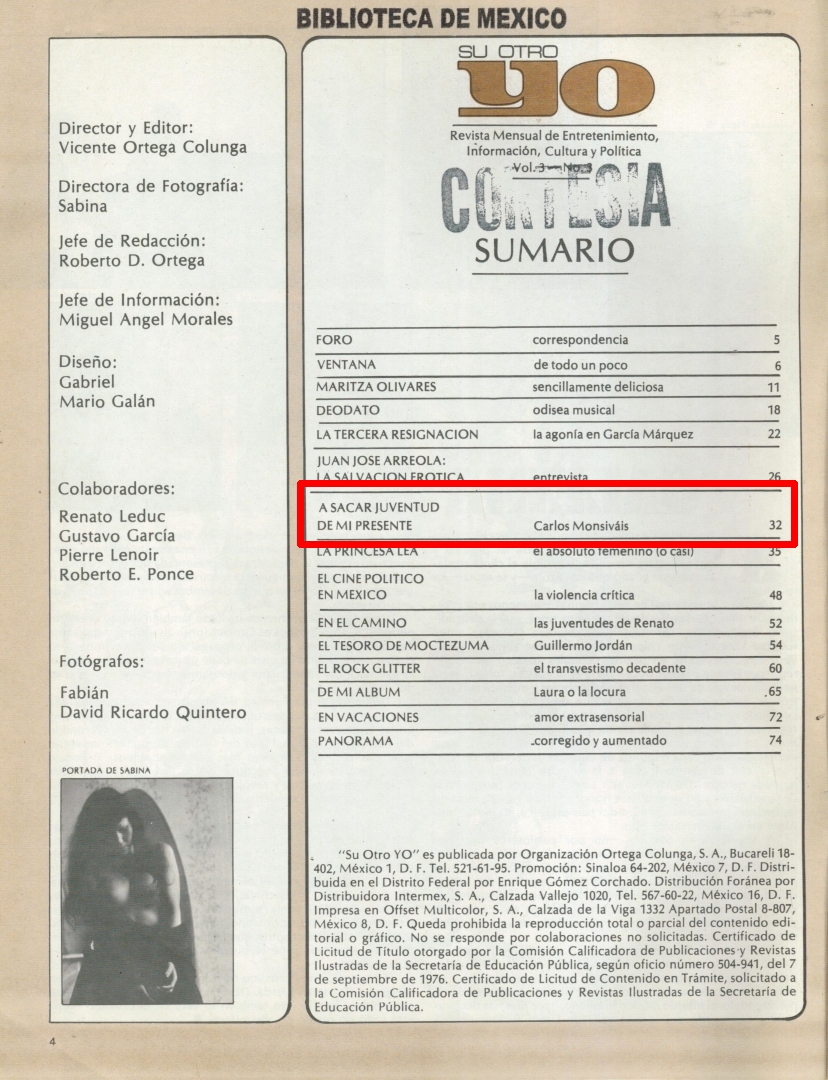 BIBLIOTECA DE MEXICO
Director y Editor:
Vicente Ortega Colunga
Directora de Fotografía:
Sabina
Jefe de Redacción:
Roberto D. Ortega
Jefe de Información:
Miguel Angel Morales
Diseño:
Gabriel
Mario Galán
Colaboradores:
Renato Leduc
Gustavo García
Pierre Lenoir
Roberto E. Ponce
Fotógrafos:
Fabián
David Ricardo Quintero
PORTADA DE SABINA
4
SU OTRO
yo
Revista Mensual de Entretenimiento,
Información, Cultura y Política
Vol. 3 — No. 3
CORTESIA
SUMARIO
FORO correspondencia 5
VENTANA de todo un poco 6
MARITZA OLIVARES sencillamente deliciosa 11
DEODATO odisea musical 18
LA TERCERA RESIGNACION la agonía en García Márquez 22
JUAN JOSE ARREOLA:
LA SALVACION EROTICA entrevista 26
A SACAR JUVENTUD
DE MI PRESENTE Carlos Monsiváis 32
LA PRINCESA LEA el absoluto femenino (o casi) 35
EL CINE POLITICO
EN MEXICO la violencia crítica 48
EN EL CAMINO las juventudes de Renato 52
EL TESORO DE MOCTEZUMA Guillermo Jordán 54
EL ROCK GLITTER el transvestismo decadente 60
DE MI ALBUM Laura o la locura 65
EN VACACIONES amor extrasensorial 72
PANORAMA corregido y aumentado 74
"Su Otro YO" es publicada por Organización Ortega Colunga, S. A., Bucareli 18-
402, México 1, D. F. Tel. 521-61-95. Promoción: Sinaloa 64-202, México 7, D. F. Distri-
buida en el Distrito Federal por Enrique Gómez Corchado. Distribución Foránea por
Distribuidora Intermex, S. A., Calzada Vallejo 1020, Tel. 567-60-22, México 16, D. F.
Impresa en Offset Multicolor, S. A., Calzada de la Viga 1332 Apartado Postal 8-807,
México 8, D. F. Queda prohibida la reproducción total o parcial del contenido edi-
torial o gráfico. No se responde por colaboraciones no solicitadas. Certificado de
Licitud de Título otorgado por la Comisión Calificadora de Publicaciones y Revistas
Ilustradas de la Secretaría de Educación Pública, según oficio número 504-941, del 7
de septiembre de 1976. Certificado de Licitud de Contenido en Trámite, solicitado a
la Comisión Calificadora de Publicaciones y Revistas Ilustradas de la Secretaría de
Educación Pública.